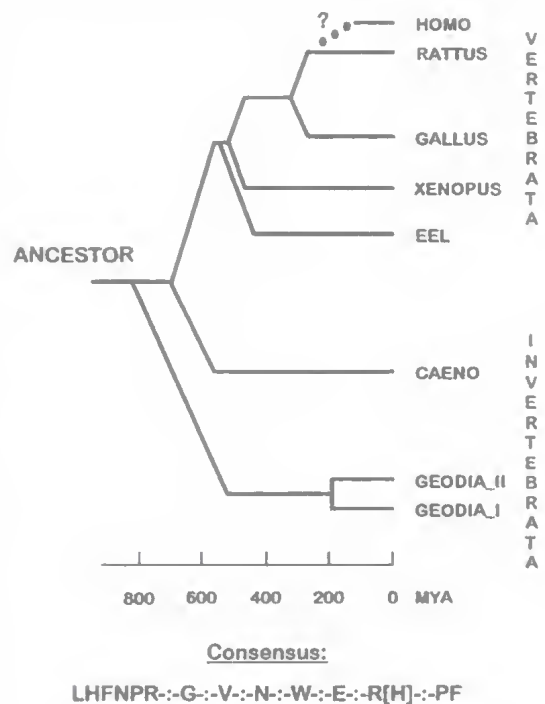 ?
HOMO
RATTUS
GALLUS
XENOPUS
EEL
VERTEBRATA
ANCESTOR
CAENO
GEODIA_II
GEODIA_I
INVERTEBRATA
800 600 400 200 0 MYA
Consensus:
LHFNPR-:-G-:-V-:-N-:-W-:-E-:-R[H]-:-PF